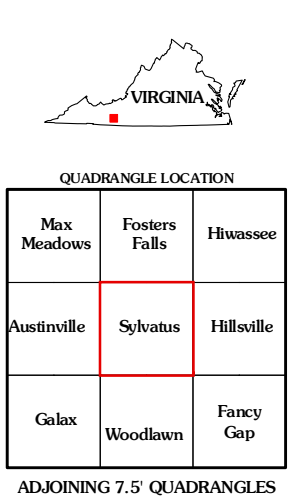 VIRGINIA
QUADRANGLE LOCATION
Max
Meadows
Fosters
Falls
Hiwassee
Austinville
Sylvatus
Hillsville
Galax
Woodlawn
Fancy
Gap
ADJOINING 7.5' QUADRANGLES